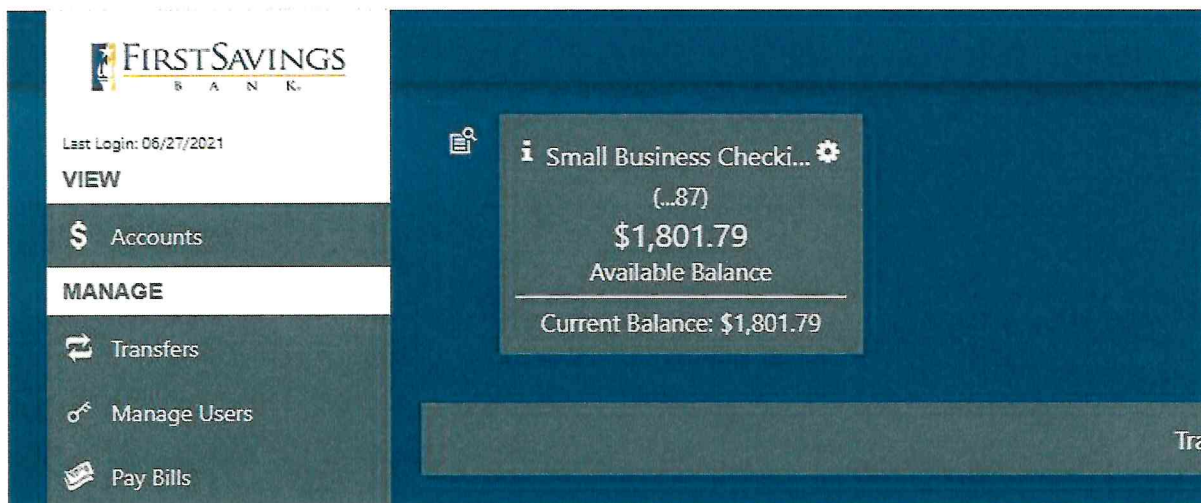 FIRSTSAVINGS
BANK
Last Login: 06/27/2021
VIEW
$ Accounts
MANAGE
Transfers
Manage Users
Pay Bills
i Small Business Checki...
(...87)
$1,801.79
Available Balance
Current Balance: $1,801.79
Tra